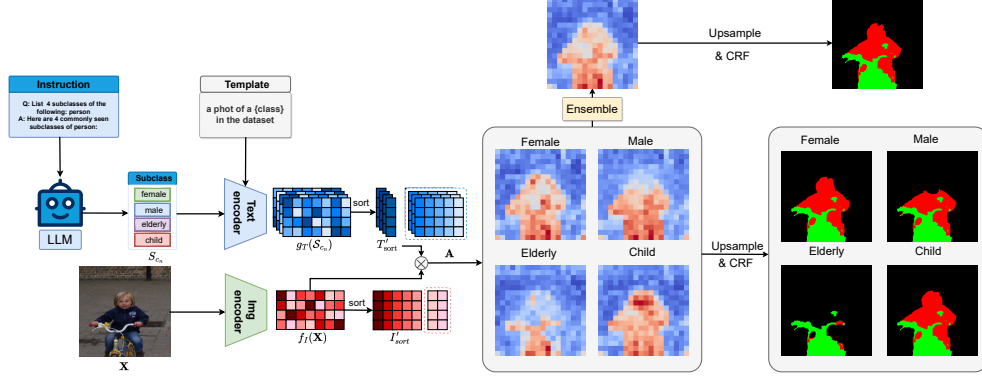 Instruction
Q: List 4 subclasses of the
following: person
A: Here are 4 commonly seen
subclasses of person:
LLM
Subclass
female
male
elderly
child
S_{c_n}
X
Template
a phot of a {class}
in the dataset
Text
encoder
g_T(S_{c_n})
sort
T'_{sort}
Img
encoder
f_I(X)
sort
I'_{sort}
⊗
A
Female
Male
Elderly
Child
Ensemble
Upsample
& CRF
Upsample
& CRF
Female
Male
Elderly
Child